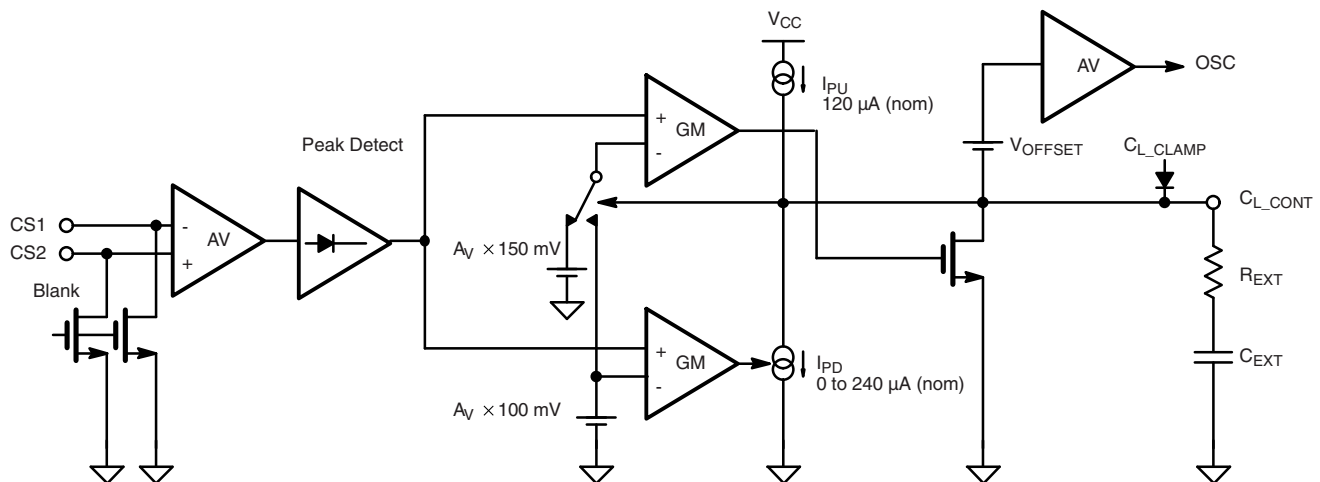 V_CC
I_PU
120 µA (nom)
AV
OSC
Peak Detect
+
GM
-
V_OFFSET
C_L_CLAMP
CS1
-
AV
C_L_CONT
CS2
+
A_V × 150 mV
Blank
R_EXT
+
GM
-
I_PD
0 to 240 µA (nom)
C_EXT
A_V × 100 mV